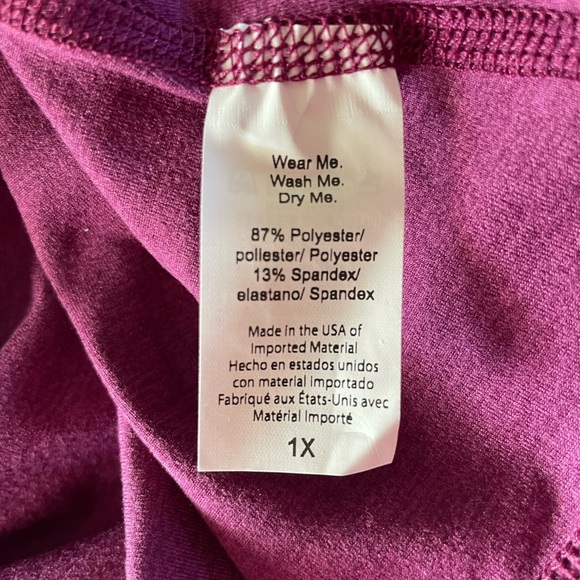 Wear Me.
Wash Me.
Dry Me.
87% Polyester/
poliester/ Polyester
13% Spandex/
elastano/ Spandex
Made in the USA of
Imported Material
Hecho en estados unidos
con material importado
Fabriqué aux États-Unis avec
Matérial Importé
1X